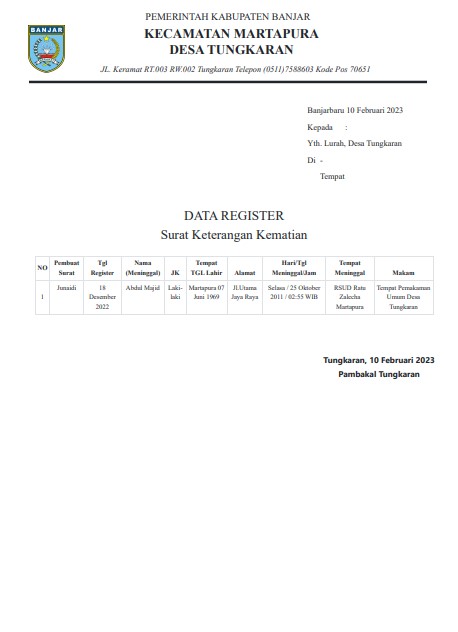 BANJAR
PEMERINTAH KABUPATEN BANJAR
KECAMATAN MARTAPURA
DESA TUNGKARAN
JL. Keramat RT.003 RW.002 Tungkaran Telepon (0511)7588603 Kode Pos 70651
Banjarbaru 10 Februari 2023
Kepada :
Yth. Lurah, Desa Tungkaran
Di -
Tempat
DATA REGISTER
Surat Keterangan Kematian
NO Pembuat Surat Tgl Register Nama (Meninggal) JK Tempat TGL Lahir Alamat Hari/Tgl Meninggal/Jam Tempat Meninggal Makam
1 Junaidi 18 Desember 2022 Abdul Majid Laki-laki Martapura 07 Juni 1969 Jl.Utama Jaya Raya Selasa / 25 Oktober 2011 / 02:55 WIB RSUD Ratu Zalecha Martapura Tempat Pemakaman Umum Desa Tungkaran
Tungkaran, 10 Februari 2023
Pambakal Tungkaran